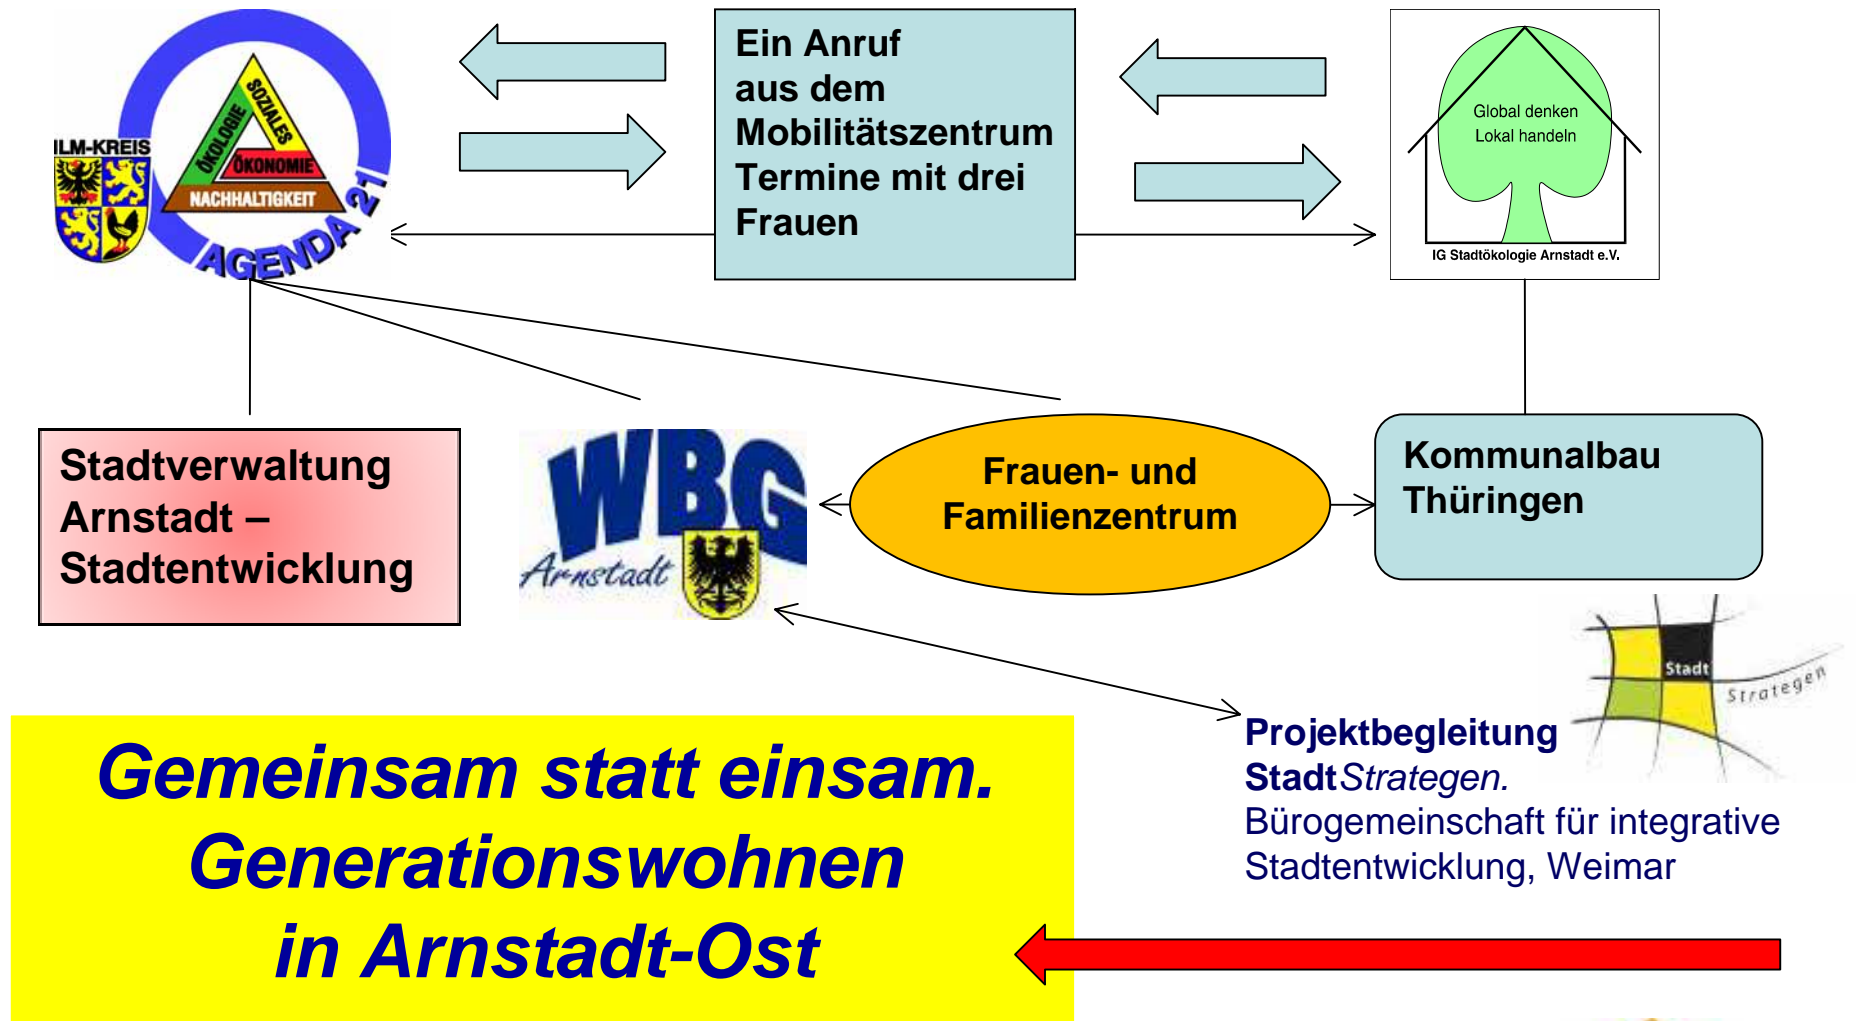 ILM-KREIS
ÖKOLOGIE
SOZIALES
ÖKONOMIE
NACHHALTIGKEIT
AGENDA 21
Ein Anruf
aus dem
Mobilitätszentrum
Termine mit drei
Frauen
Global denken
Lokal handeln
IG Stadtökologie Arnstadt e.V.
Stadtverwaltung
Arnstadt –
Stadtentwicklung
WBG
Arnstadt
Frauen- und
Familienzentrum
Kommunalbau
Thüringen
Stadt
Strategen
Projektbegleitung
StadtStrategen.
Bürogemeinschaft für integrative
Stadtentwicklung, Weimar
Gemeinsam statt einsam.
Generationswohnen
in Arnstadt-Ost